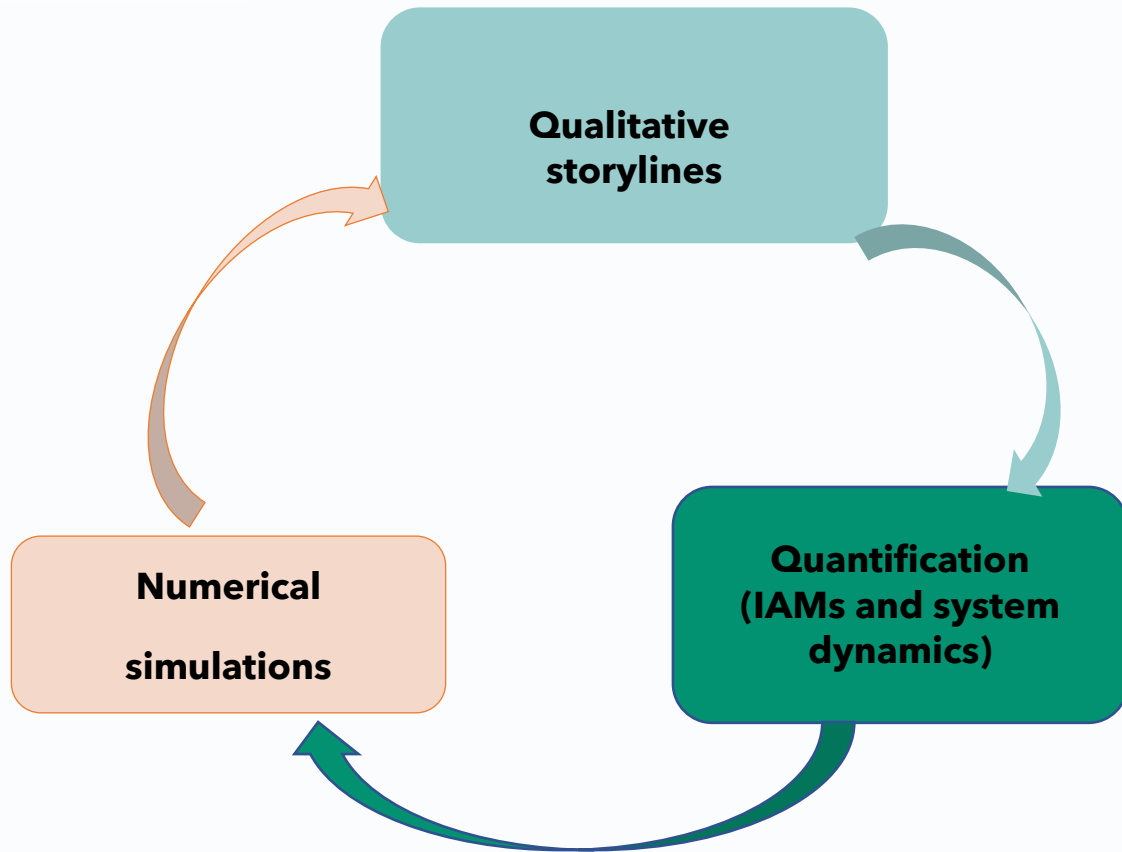 Qualitative
storylines
Quantification
(IAMs and system
dynamics)
Numerical
simulations